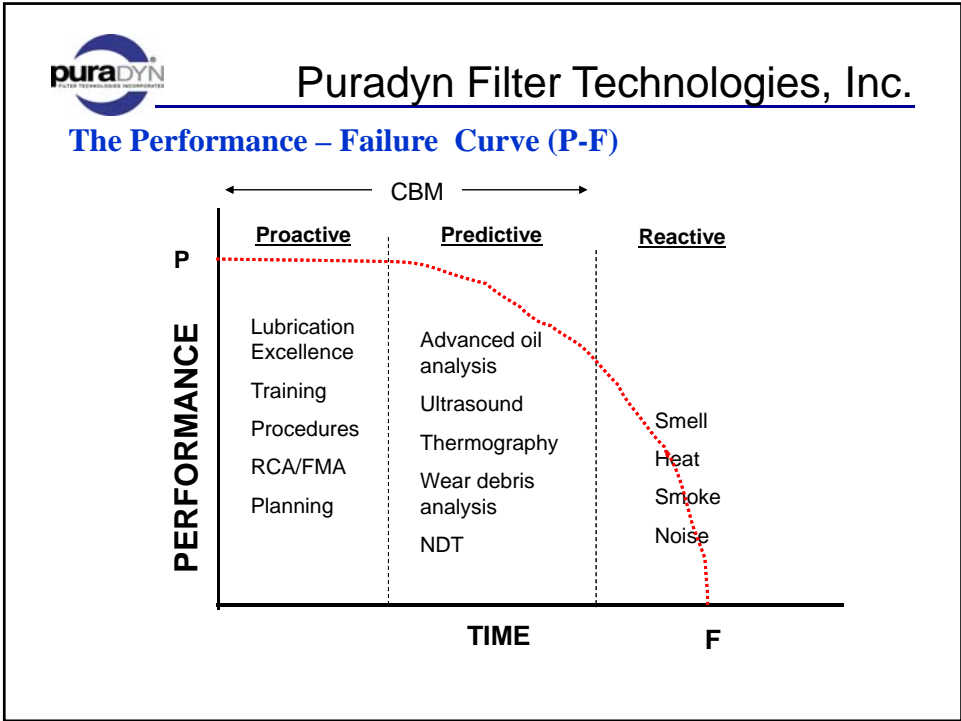 puraDYN
FILTER TECHNOLOGIES INCORPORATED
®
Puradyn Filter Technologies, Inc.
The Performance – Failure Curve (P-F)
CBM
Proactive
Predictive
Reactive
P
PERFORMANCE
Lubrication
Excellence
Training
Procedures
RCA/FMA
Planning
Advanced oil
analysis
Ultrasound
Thermography
Wear debris
analysis
NDT
Smell
Heat
Smoke
Noise
TIME
F